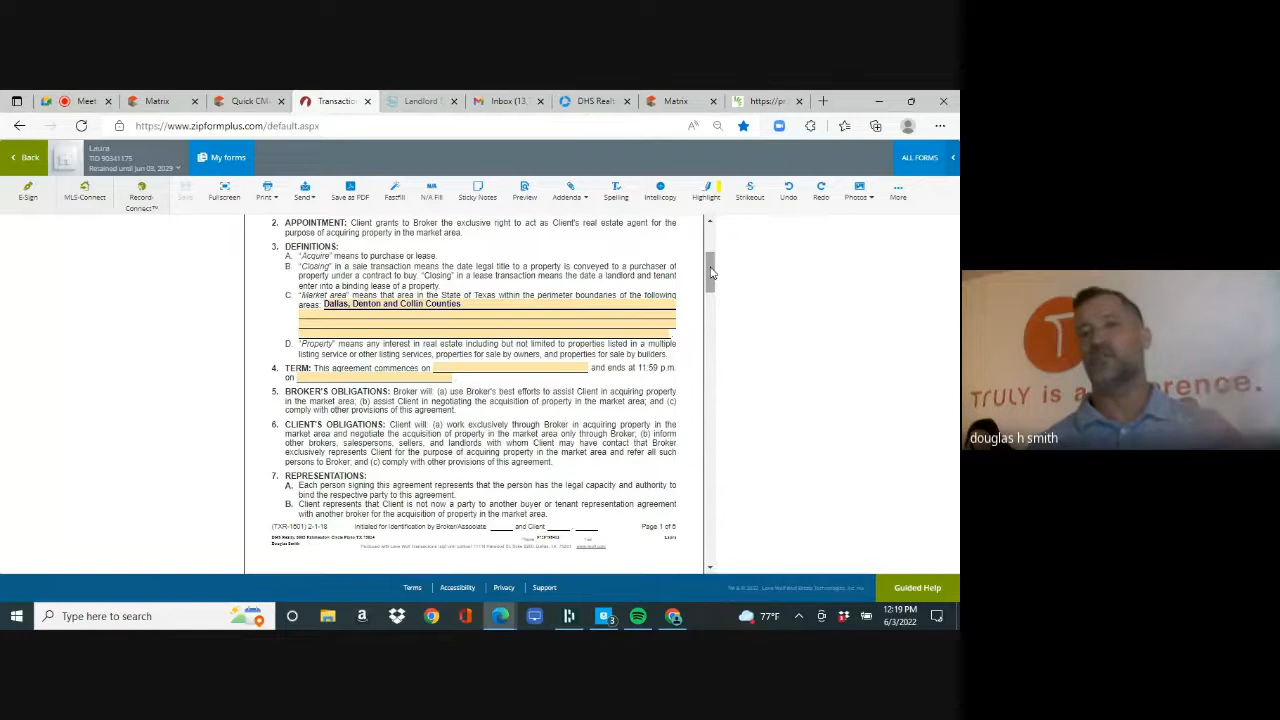 Meet
Matrix
Quick CM
Transactio
Landlord
Inbox (13,
DHS Realt
Matrix
https://pr
https://www.zipformplus.com/default.aspx
Back
Laura
TID 90341175
Retained until Jun 03, 2029
My forms
ALL FORMS
E-Sign
MLS-Connect
Record-Connect™
Save
Fullscreen
Print
Send
Save as PDF
Fastfill
N/A Fill
Sticky Notes
Preview
Addenda
Spelling
Intellicopy
Highlight
Strikeout
Undo
Redo
Photos
More
2. APPOINTMENT: Client grants to Broker the exclusive right to act as Client's real estate agent for the
purpose of acquiring property in the market area.
3. DEFINITIONS:
A. "Acquire" means to purchase or lease.
B. "Closing" in a sale transaction means the date legal title to a property is conveyed to a purchaser of
property under a contract to buy. "Closing" in a lease transaction means the date a landlord and tenant
enter into a binding lease of a property.
C. "Market area" means that area in the State of Texas within the perimeter boundaries of the following
areas: Dallas, Denton and Collin Counties
D. "Property" means any interest in real estate including but not limited to properties listed in a multiple
listing service or other listing services, properties for sale by owners, and properties for sale by builders.
4. TERM: This agreement commences on and ends at 11:59 p.m.
on .
5. BROKER'S OBLIGATIONS: Broker will: (a) use Broker's best efforts to assist Client in acquiring property
in the market area; (b) assist Client in negotiating the acquisition of property in the market area; and (c)
comply with other provisions of this agreement.
6. CLIENT'S OBLIGATIONS: Client will: (a) work exclusively through Broker in acquiring property in the
market area and negotiate the acquisition of property in the market area only through Broker; (b) inform
other brokers, salespersons, sellers, and landlords with whom Client may have contact that Broker
exclusively represents Client for the purpose of acquiring property in the market area and refer all such
persons to Broker; and (c) comply with other provisions of this agreement.
7. REPRESENTATIONS:
A. Each person signing this agreement represents that the person has the legal capacity and authority to
bind the respective party to this agreement.
B. Client represents that Client is not now a party to another buyer or tenant representation agreement
with another broker for the acquisition of property in the market area.
(TXR-1501) 2-1-18 Initialed for Identification by Broker/Associate and Client , Page 1 of 5
Laura
Douglas Smith
Terms
Accessibility
Privacy
Support
Guided Help
Type here to search
3
77°F
12:19 PM
6/3/2022
TRULY is a erence.
douglas h smith